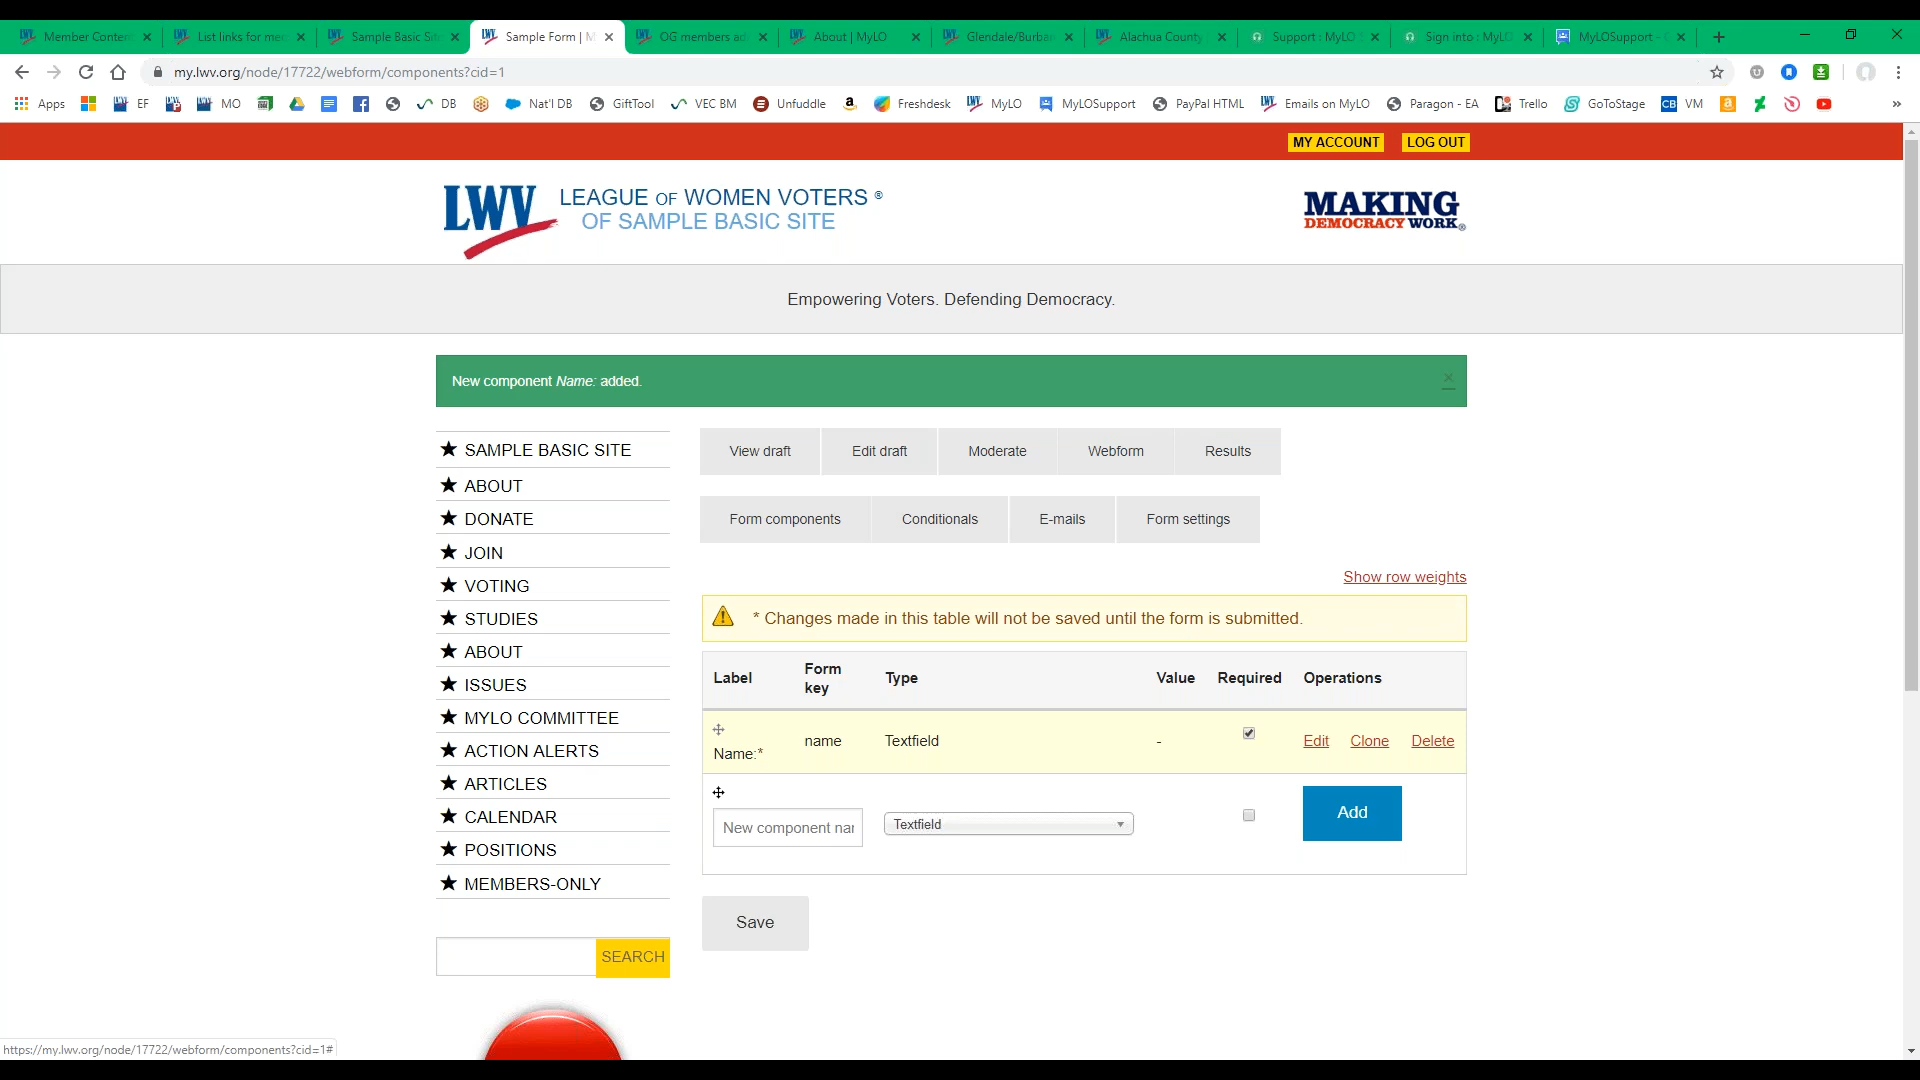 Member Conten
List links for me
Sample Basic Sit
Sample Form | M
OG members ad
About | MyLO
Glendale/Burba
Alachua County
Support : MyLO S
Sign into : MyLO
MyLOSupport -
my.lwv.org/node/17722/webform/components?cid=1
Apps
EF
MO
DB
Nat'l DB
GiftTool
VEC BM
Unfuddle
Freshdesk
MyLO
MyLOSupport
PayPal HTML
Emails on MyLO
Paragon - EA
Trello
GoToStage
CB VM
»
MY ACCOUNT LOG OUT
LWV LEAGUE OF WOMEN VOTERS ®
OF SAMPLE BASIC SITE
MAKING
DEMOCRACY WORK®
Empowering Voters. Defending Democracy.
New component Name: added.
SAMPLE BASIC SITE
ABOUT
DONATE
JOIN
VOTING
STUDIES
ABOUT
ISSUES
MYLO COMMITTEE
ACTION ALERTS
ARTICLES
CALENDAR
POSITIONS
MEMBERS-ONLY
SEARCH
View draft Edit draft Moderate Webform Results
Form components Conditionals E-mails Form settings
Show row weights
* Changes made in this table will not be saved until the form is submitted.
Label Form key Type Value Required Operations
Name:* name Textfield - Edit Clone Delete
New component nar Textfield Add
Save
https://my.lwv.org/node/17722/webform/components?cid=1#